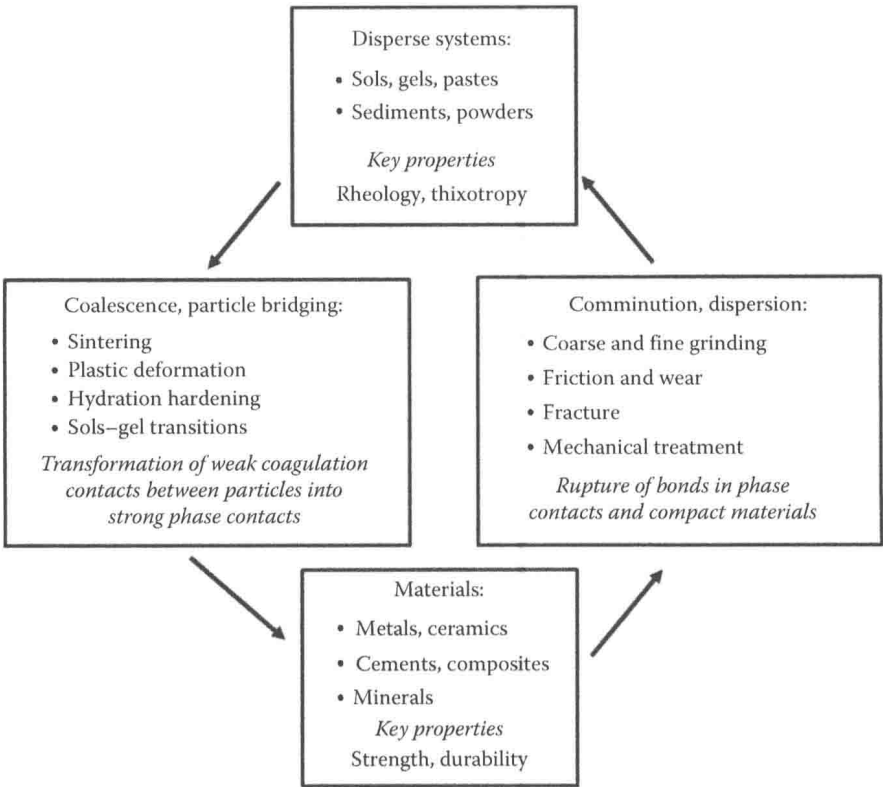 Disperse systems:
• Sols, gels, pastes
• Sediments, powders
Key properties
Rheology, thixotropy
Coalescence, particle bridging:
• Sintering
• Plastic deformation
• Hydration hardening
• Sols–gel transitions
Transformation of weak coagulation
contacts between particles into
strong phase contacts
Comminution, dispersion:
• Coarse and fine grinding
• Friction and wear
• Fracture
• Mechanical treatment
Rupture of bonds in phase
contacts and compact materials
Materials:
• Metals, ceramics
• Cements, composites
• Minerals
Key properties
Strength, durability